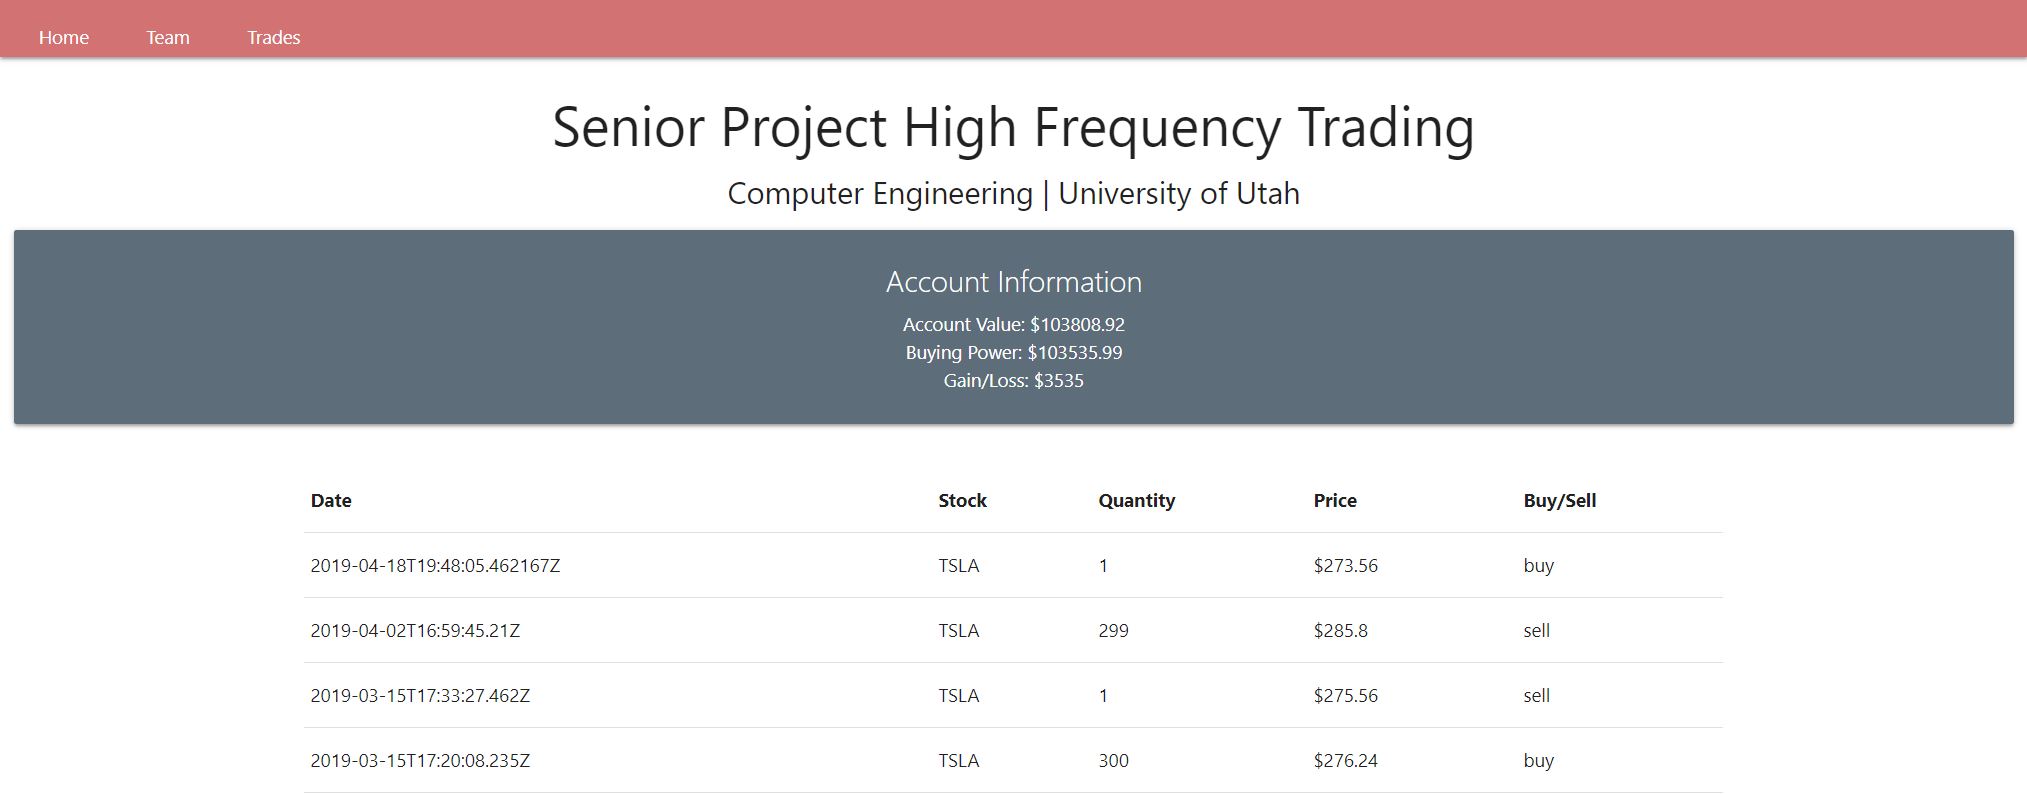 Home Team Trades
Senior Project High Frequency Trading
Computer Engineering | University of Utah
Account Information
Account Value: $103808.92
Buying Power: $103535.99
Gain/Loss: $3535
Date Stock Quantity Price Buy/Sell
2019-04-18T19:48:05.462167Z TSLA 1 $273.56 buy
2019-04-02T16:59:45.21Z TSLA 299 $285.8 sell
2019-03-15T17:33:27.462Z TSLA 1 $275.56 sell
2019-03-15T17:20:08.235Z TSLA 300 $276.24 buy